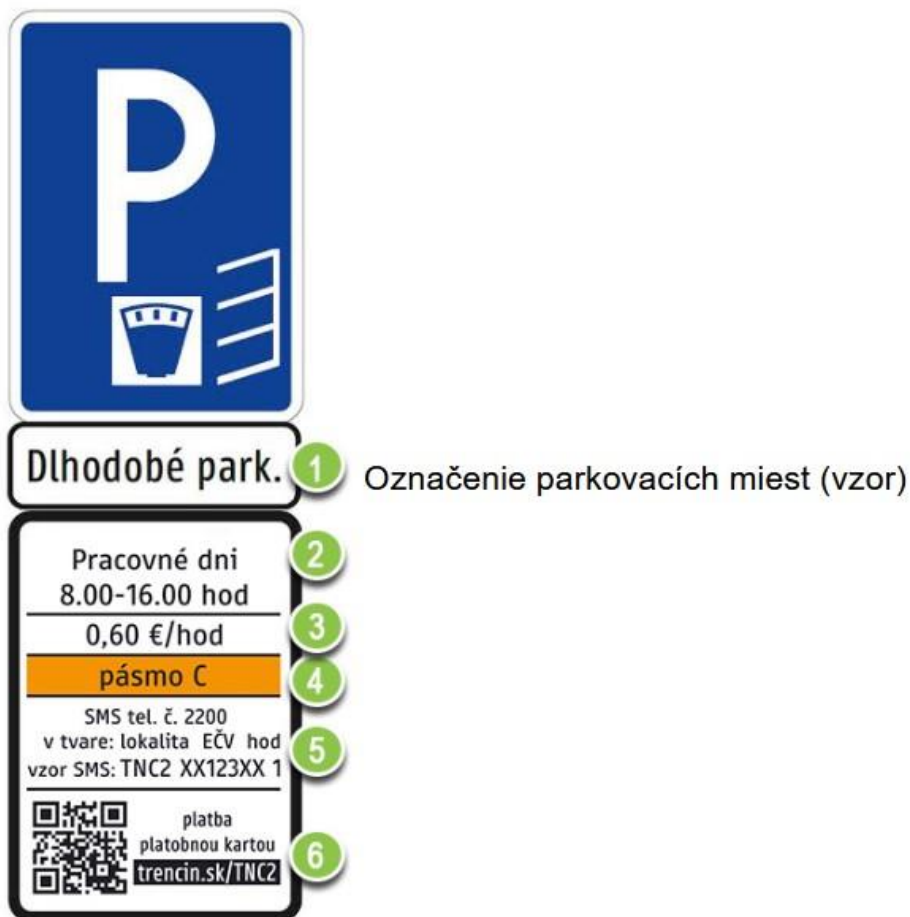 P
Dlhodobé park. 1
Označenie parkovacích miest (vzor)
Pracovné dni 2
8.00-16.00 hod
0,60 €/hod 3
pásmo C 4
SMS tel. č. 2200
v tvare: lokalita EČV hod 5
vzor SMS: TNC2 XX123XX 1
platba
platobnou kartou 6
trencin.sk/TNC2